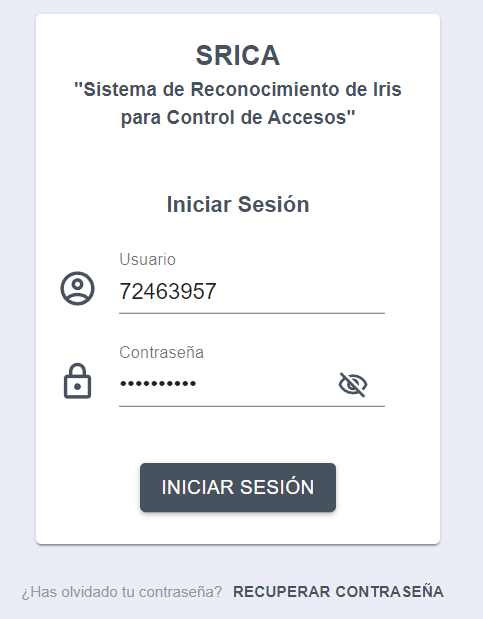 SRICA
"Sistema de Reconocimiento de Iris
para Control de Accesos"
Iniciar Sesión
Usuario
72463957
Contraseña
••••••••••
INICIAR SESIÓN
¿Has olvidado tu contraseña? RECUPERAR CONTRASEÑA